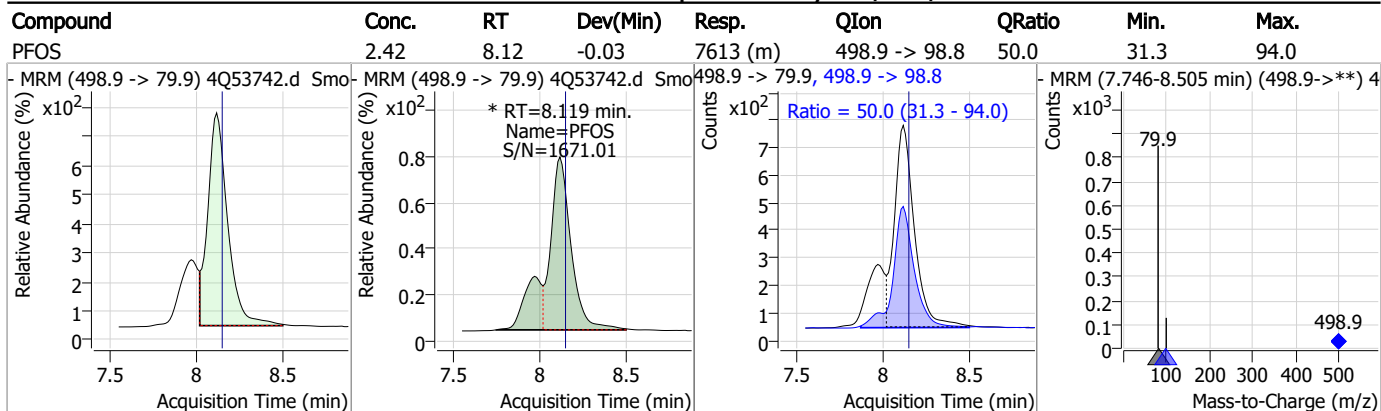 Compound Conc. RT Dev(Min) Resp. QIon QRatio Min. Max.
PFOS 2.42 8.12 -0.03 7613 (m) 498.9 -> 98.8 50.0 31.3 94.0
- MRM (498.9 -> 79.9) 4Q53742.d Smo
Relative Abundance (%)
x10²
6
5
4
3
2
1
0
7.5 8 8.5
Acquisition Time (min)
- MRM (498.9 -> 79.9) 4Q53742.d Smo
Relative Abundance (%)
x10²
* RT=8.119 min.
Name=PFOS
S/N=1671.01
0.8
0.6
0.4
0.2
0
7.5 8 8.5
Acquisition Time (min)
498.9 -> 79.9, 498.9 -> 98.8
Counts
x10²
Ratio = 50.0 (31.3 - 94.0)
7
6
5
4
3
2
1
0
7.5 8 8.5
Acquisition Time (min)
- MRM (7.746-8.505 min) (498.9->**) 4
Counts
x10³
79.9
0.8
0.7
0.6
0.5
0.4
0.3
0.2
0.1
0
498.9
100 200 300 400 500
Mass-to-Charge (m/z)